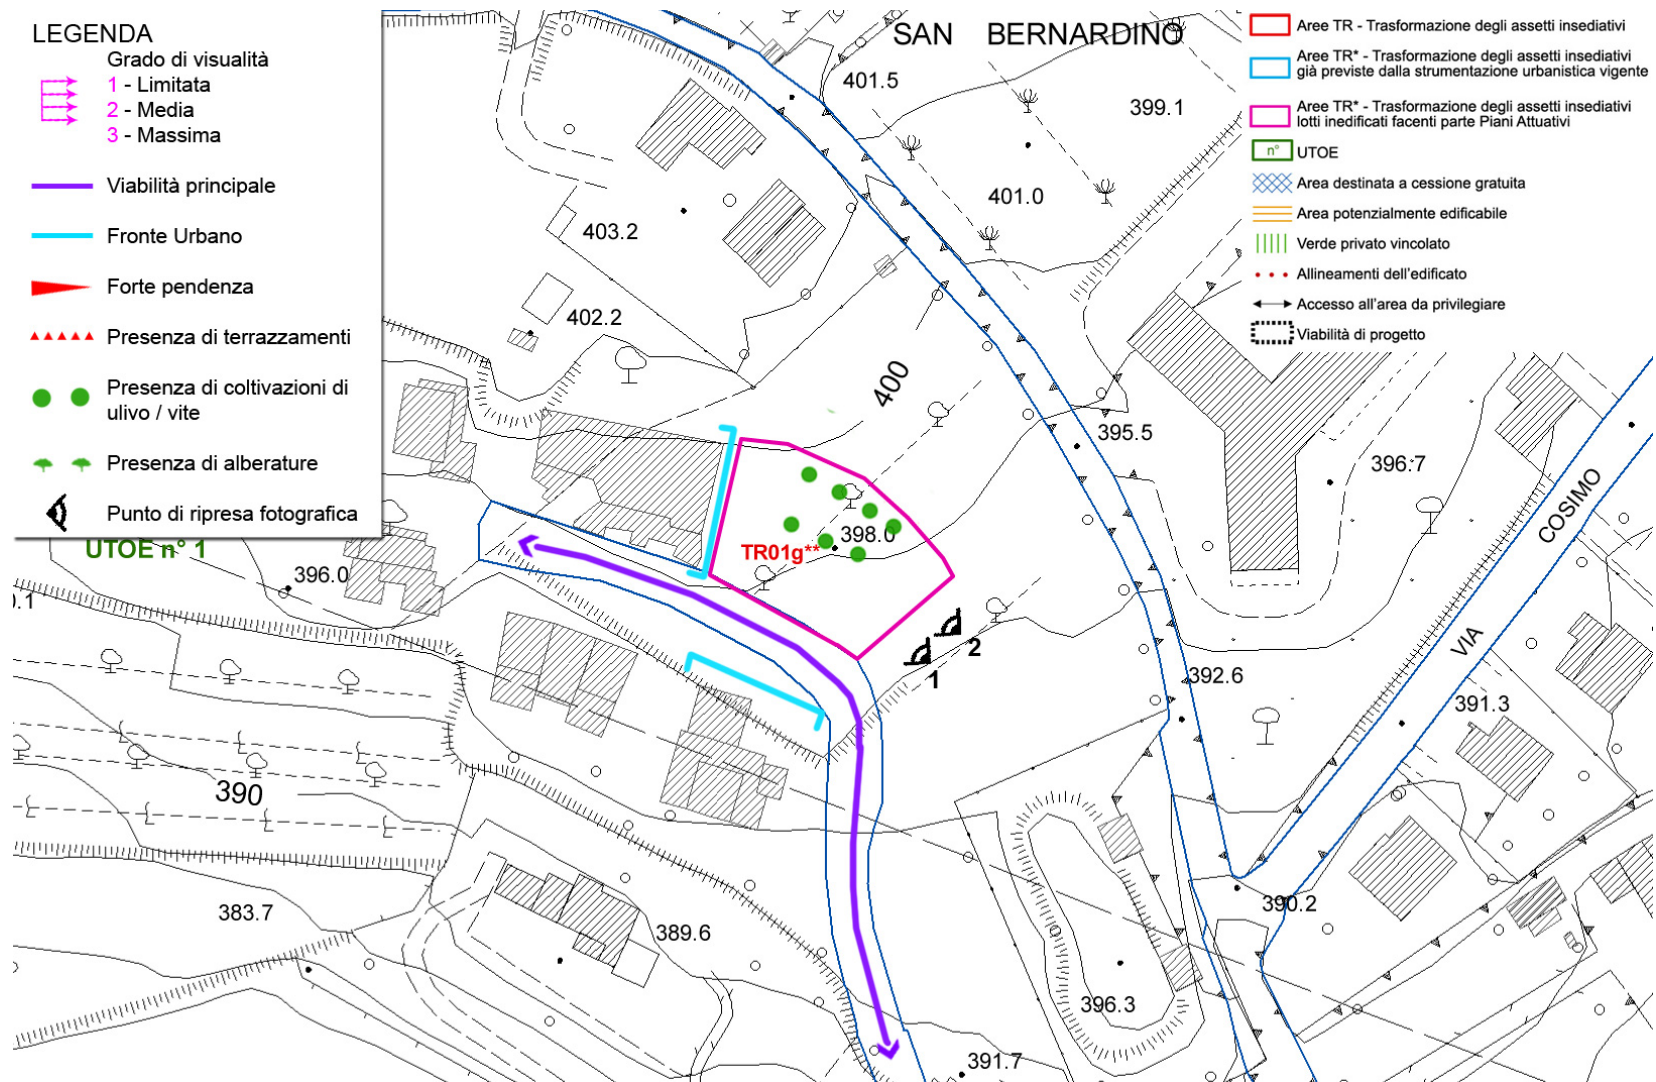 LEGENDA
Grado di visualità
1 - Limitata
2 - Media
3 - Massima
Viabilità principale
Fronte Urbano
Forte pendenza
Presenza di terrazzamenti
Presenza di coltivazioni di
ulivo / vite
Presenza di alberature
Punto di ripresa fotografica
Aree TR - Trasformazione degli assetti insediativi
Aree TR* - Trasformazione degli assetti insediativi
già previste dalla strumentazione urbanistica vigente
Aree TR* - Trasformazione degli assetti insediativi
lotti inedificati facenti parte Piani Attuativi
n° UTOE
Area destinata a cessione gratuita
Area potenzialmente edificabile
Verde privato vincolato
Allineamenti dell'edificato
Accesso all'area da privilegiare
Viabilità di progetto
SAN BERNARDINO
401.5
399.1
401.0
403.2
402.2
400
395.5
396.7
COSIMO
VIA
398.0
TR01g**
UTOE n° 1
396.0
0.1
2
1
392.6
391.3
390
383.7
389.6
390.2
396.3
391.7